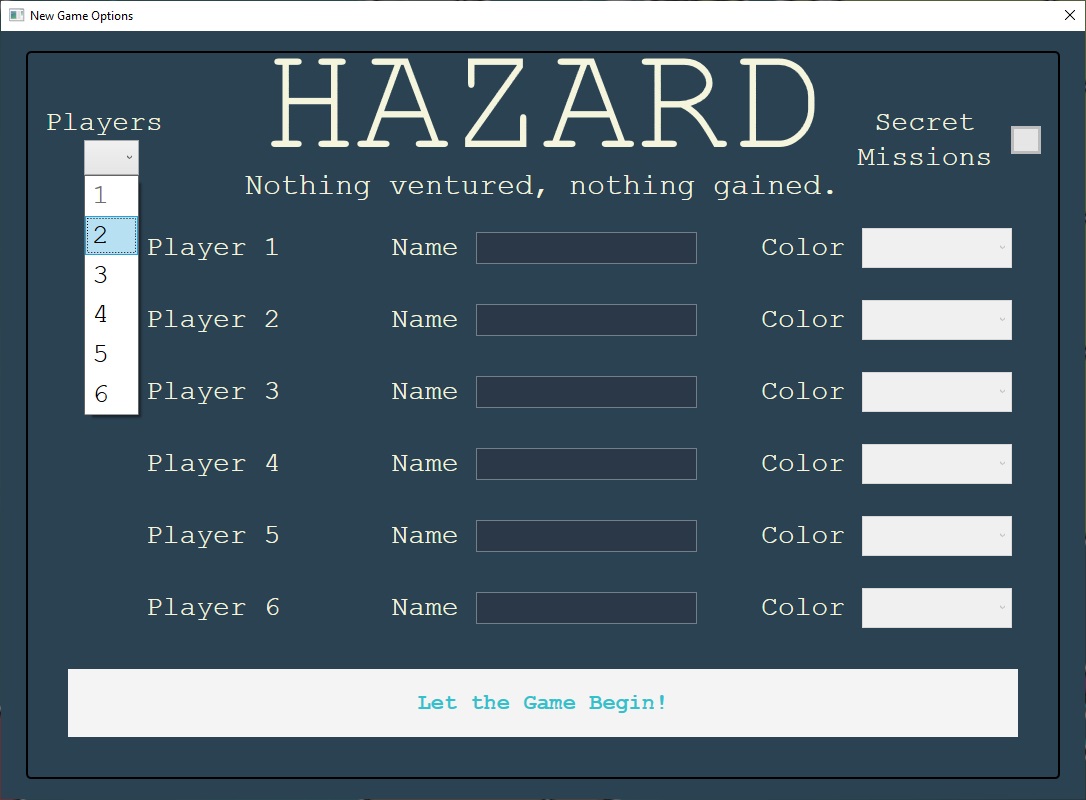 New Game Options
HAZARD
Players
Secret
Missions
Nothing ventured, nothing gained.
1
2
3
4
5
6
Player 1 Name Color
Player 2 Name Color
Player 3 Name Color
Player 4 Name Color
Player 5 Name Color
Player 6 Name Color
Let the Game Begin!